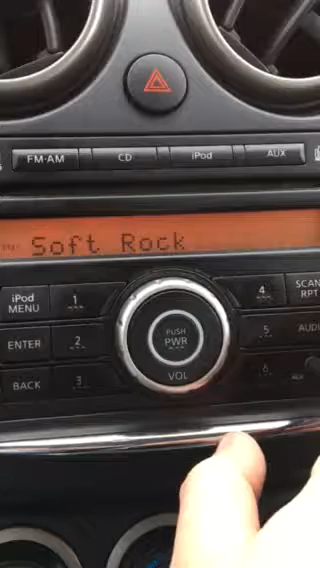 FM·AM CD iPod AUX
Soft Rock
iPod MENU 1 4 SCAN RPT
ENTER 2 PUSH PWR 5
BACK 3 VOL 6